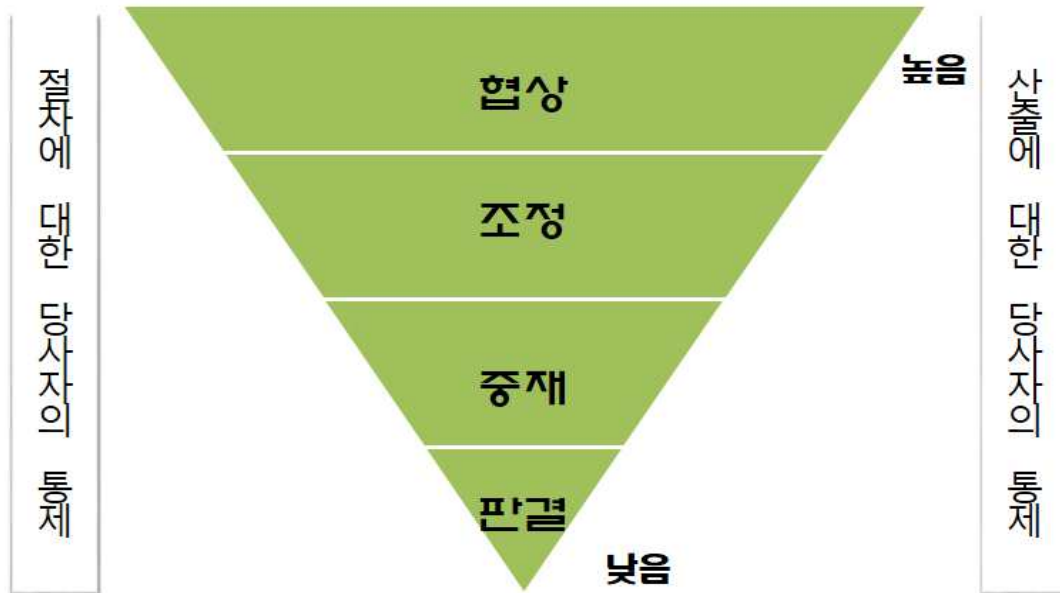 절차에 대한 당사자의 통제
협상
높음
조정
중재
판결
낮음
산출에 대한 당사자의 통제